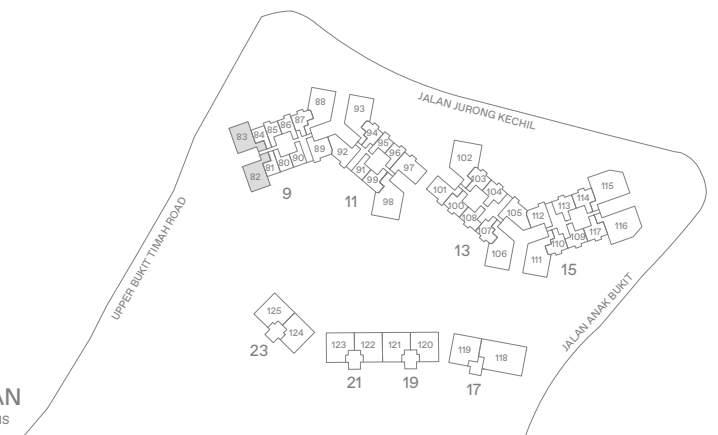 JALAN JURONG KECHIL
UPPER BUKIT TIMAH ROAD
JALAN ANAK BUKIT
83 84 85 86 87 88
82 81 80 90 89
9
93 94 95 96 97
92 91 99 98
11
102 103 104 105
101 100 108 107 106
13
112 113 114 115
111 110 109 117 116
15
125
124
23
123 122 121 120
21 19
119 118
17
AN
IS